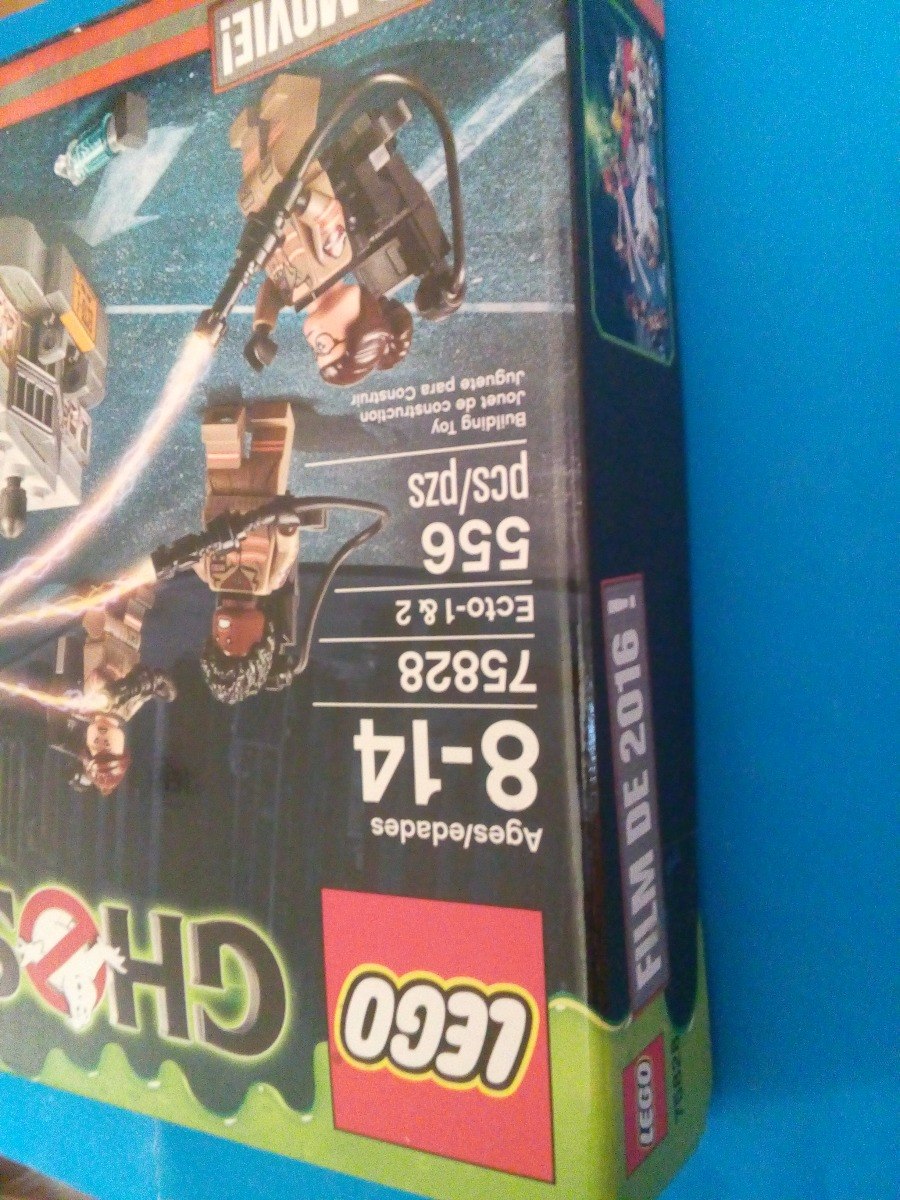 LEGO
GHOS
Ages/edades
8-14
75828
Ecto-1 & 2
556
pcs/pzs
Building Toy
Jouet de construction
Juguete para Construir
MOVIE!
FILM DE 2016 !
LEGO
75828